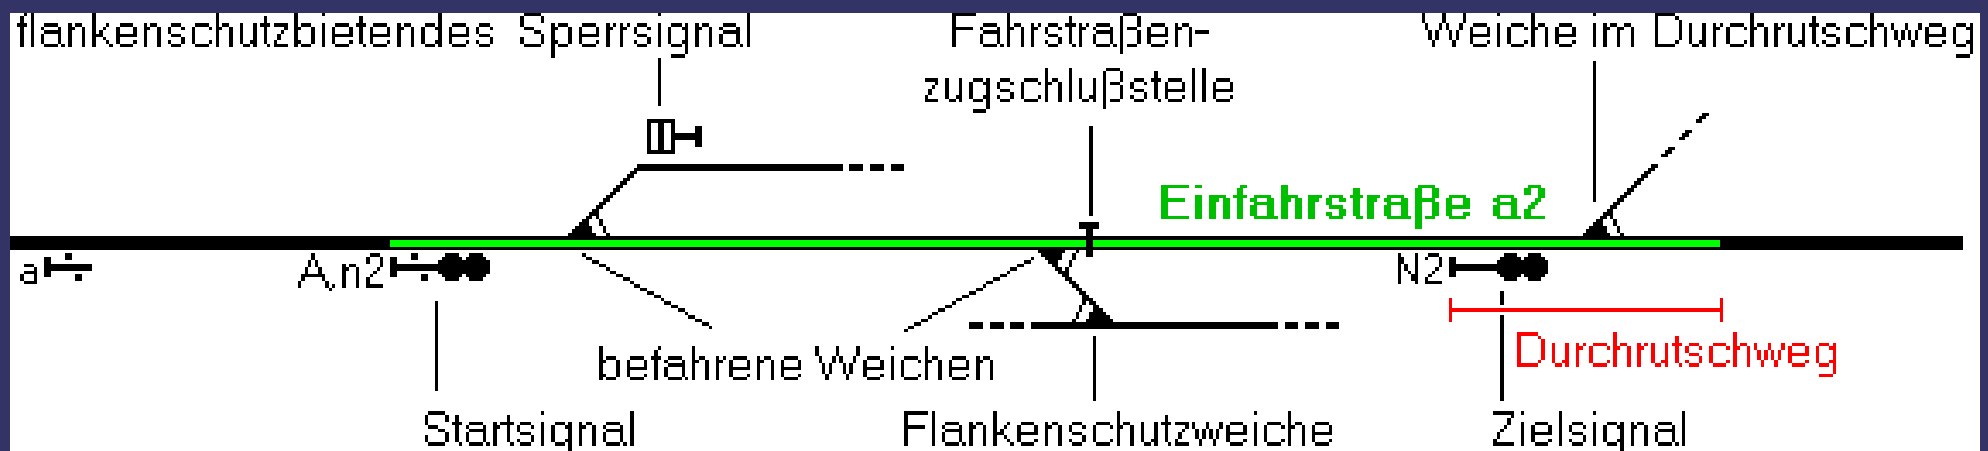 flankenschutzbietendes Sperrsignal
Fahrstraßen-
zugschlußstelle
Weiche im Durchrutschweg
Einfahrstraße a2
a
A.n2
N2
befahrene Weichen
Durchrutschweg
Startsignal
Flankenschutzweiche
Zielsignal